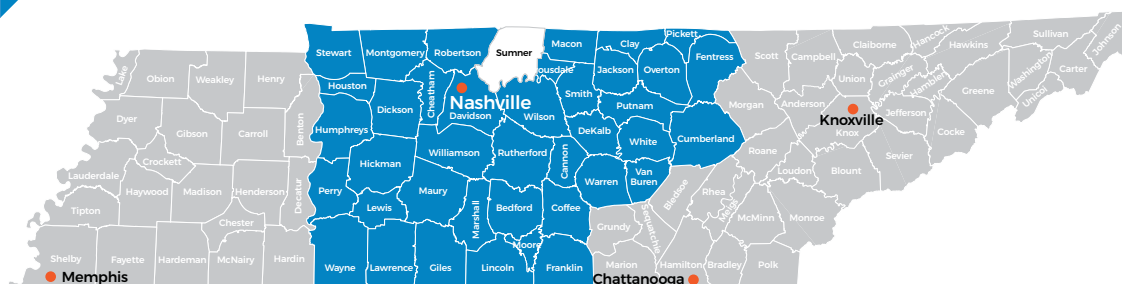 Stewart
Montgomery
Robertson
Sumner
Macon
Clay
Pickett
Fentress
Scott
Campbell
Claiborne
Hancock
Hawkins
Sullivan
Johnson
Lake
Obion
Weakley
Henry
Houston
Cheatham
Nashville
Davidson
ousdale
Smith
Jackson
Overton
Putnam
Morgan
Anderson
Union
Grainger
Hamblen
Greene
Washington
Unicoi
Carter
Dyer
Gibson
Carroll
Benton
Humphreys
Dickson
Wilson
DeKalb
White
Cumberland
Knoxville
Knox
Jefferson
Cocke
Crockett
Hickman
Williamson
Rutherford
Cannon
Warren
Van
Buren
Roane
Loudon
Blount
Sevier
Lauderdale
Haywood
Madison
Henderson
Decatur
Perry
Lewis
Maury
Marshall
Bedford
Coffee
Bledsoe
Rhea
Meigs
McMinn
Monroe
Tipton
Chester
Moore
Grundy
Sequatchie
Shelby
Fayette
Hardeman
McNairy
Hardin
Wayne
Lawrence
Giles
Lincoln
Franklin
Marion
Hamilton
Bradley
Polk
Memphis
Chattanooga